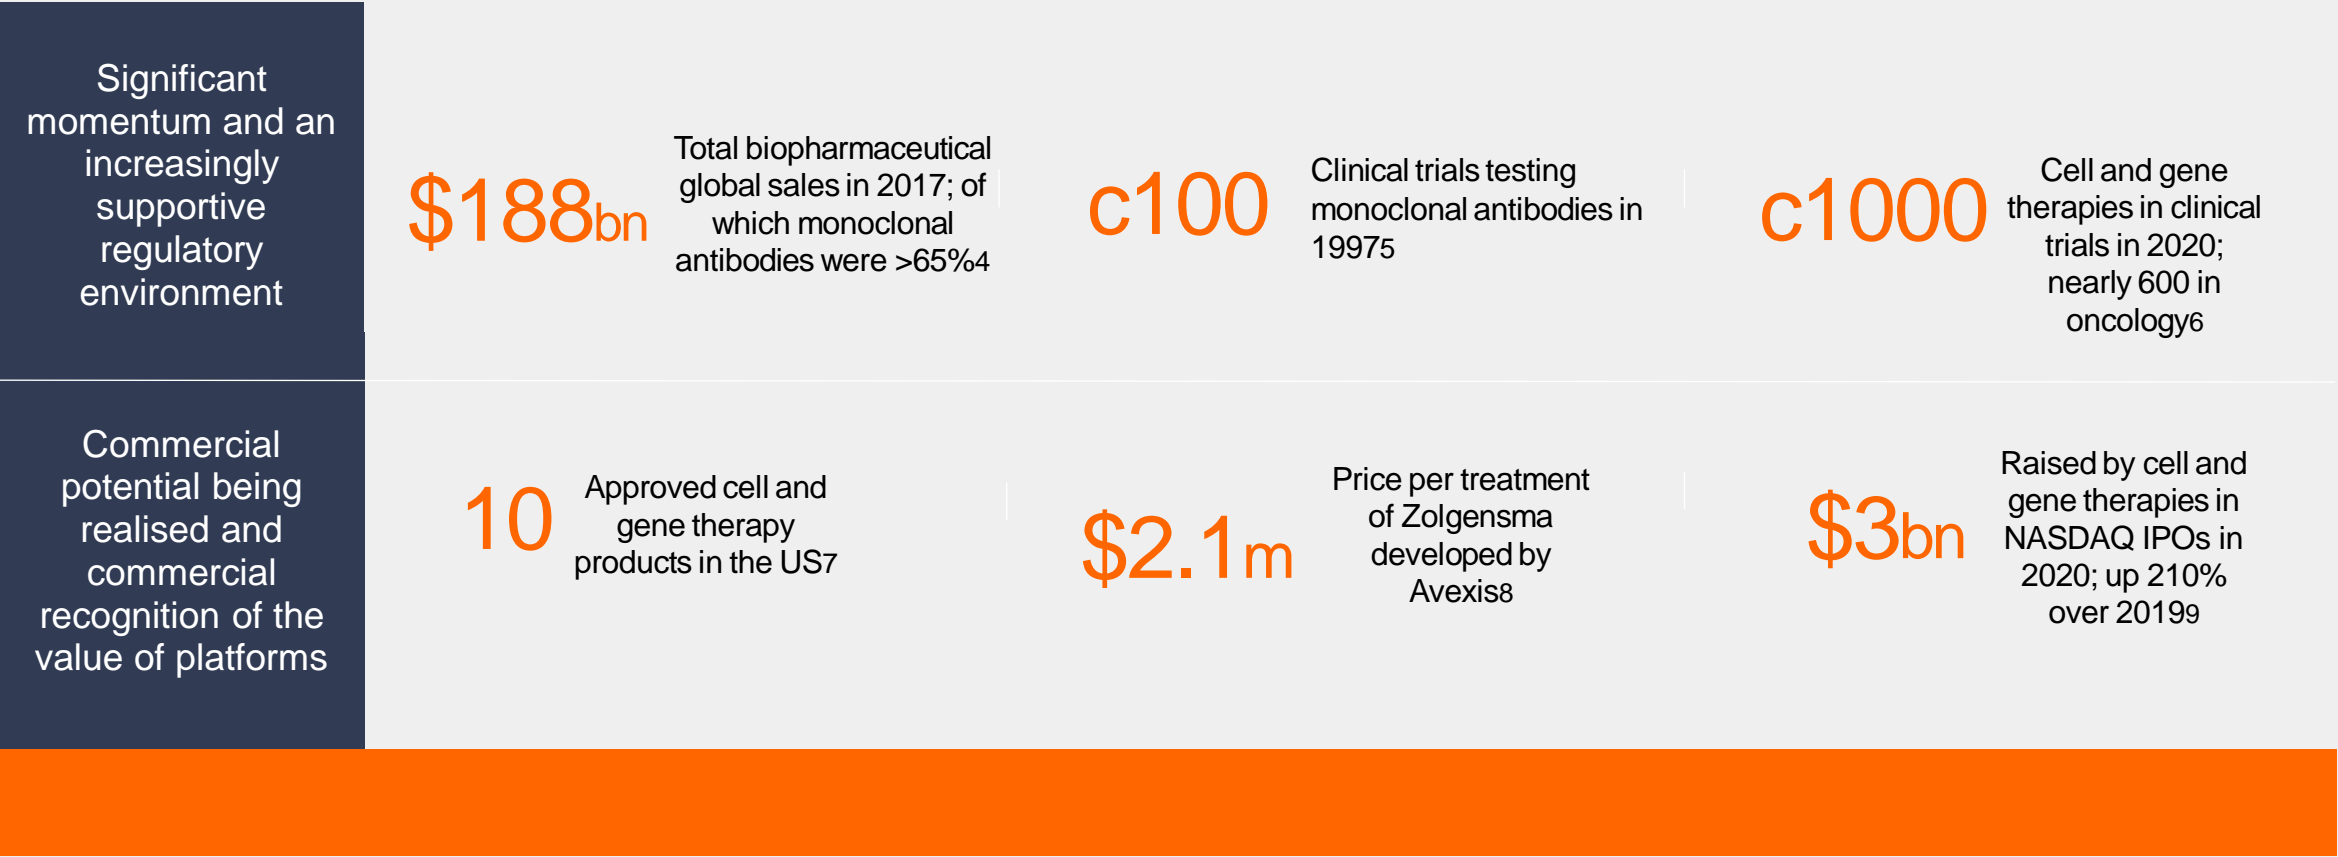 Significant
momentum and an
increasingly
supportive
regulatory
environment
$188bn
Total biopharmaceutical
global sales in 2017; of
which monoclonal
antibodies were >65%4
c100
Clinical trials testing
monoclonal antibodies in
19975
c1000
Cell and gene
therapies in clinical
trials in 2020;
nearly 600 in
oncology6
Commercial
potential being
realised and
commercial
recognition of the
value of platforms
10
Approved cell and
gene therapy
products in the US7
$2.1m
Price per treatment
of Zolgensma
developed by
Avexis8
$3bn
Raised by cell and
gene therapies in
NASDAQ IPOs in
2020; up 210%
over 20199